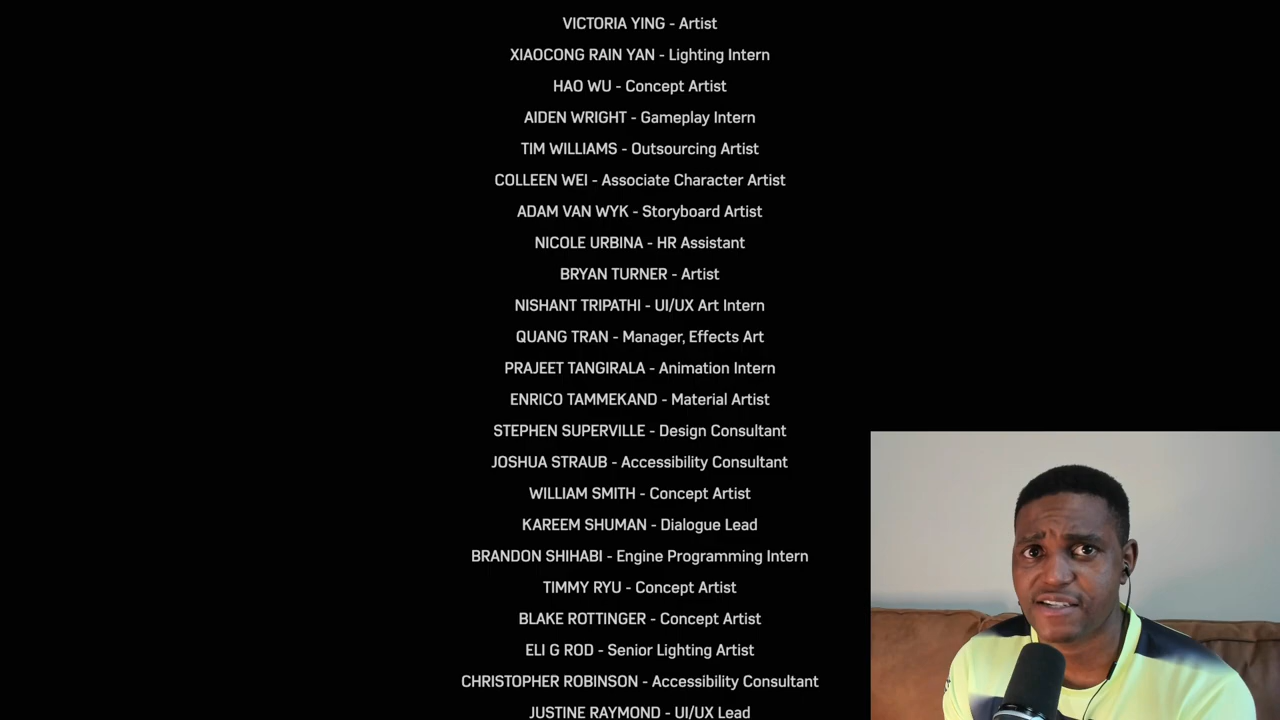 VICTORIA YING - Artist
XIAOCONG RAIN YAN - Lighting Intern
HAO WU - Concept Artist
AIDEN WRIGHT - Gameplay Intern
TIM WILLIAMS - Outsourcing Artist
COLLEEN WEI - Associate Character Artist
ADAM VAN WYK - Storyboard Artist
NICOLE URBINA - HR Assistant
BRYAN TURNER - Artist
NISHANT TRIPATHI - UI/UX Art Intern
QUANG TRAN - Manager, Effects Art
PRAJEET TANGIRALA - Animation Intern
ENRICO TAMMEKAND - Material Artist
STEPHEN SUPERVILLE - Design Consultant
JOSHUA STRAUB - Accessibility Consultant
WILLIAM SMITH - Concept Artist
KAREEM SHUMAN - Dialogue Lead
BRANDON SHIHABI - Engine Programming Intern
TIMMY RYU - Concept Artist
BLAKE ROTTINGER - Concept Artist
ELI G ROD - Senior Lighting Artist
CHRISTOPHER ROBINSON - Accessibility Consultant
JUSTINE RAYMOND - UI/UX Lead